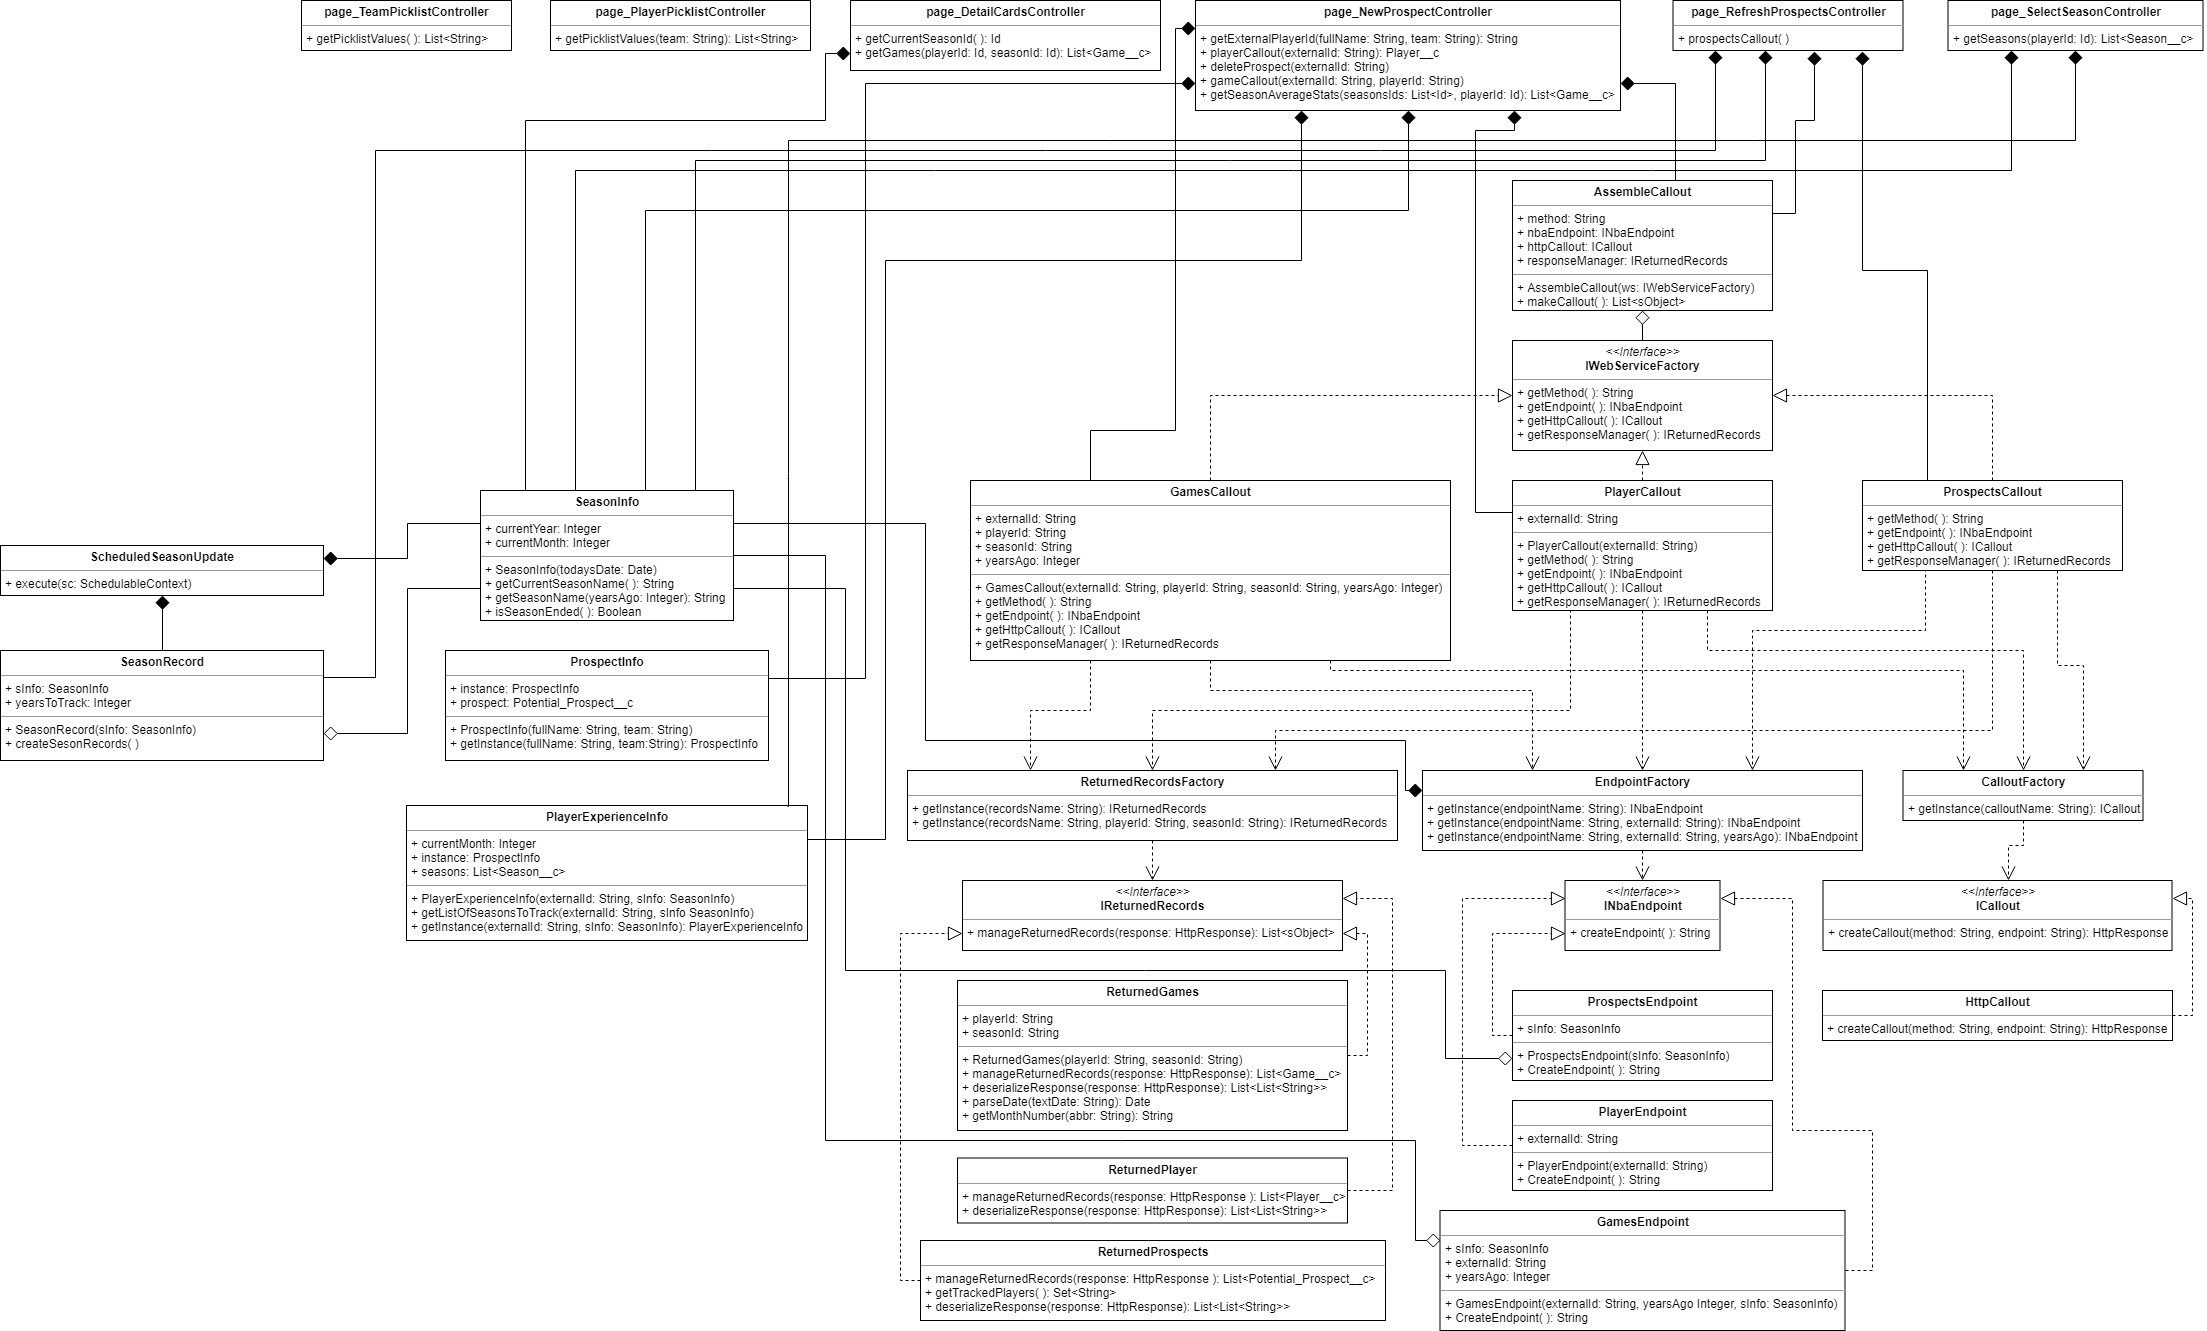 page_TeamPicklistController
+ getPicklistValues( ): List<String>
page_PlayerPicklistController
+ getPicklistValues(team: String): List<String>
page_DetailCardsController
+ getCurrentSeasonId( ): Id
+ getGames(playerId: Id, seasonId: Id): List<Game__c>
page_NewProspectController
+ getExternalPlayerId(fullName: String, team: String): String
+ playerCallout(externalId: String): Player__c
+ deleteProspect(externalId: String)
+ gameCallout(externalId: String, playerId: String)
+ getSeasonAverageStats(seasonsIds: List<Id>, playerId: Id): List<Game__c>
page_RefreshProspectsController
+ prospectsCallout( )
page_SelectSeasonController
+ getSeasons(playerId: Id): List<Season__c>
AssembleCallout
+ method: String
+ nbaEndpoint: INbaEndpoint
+ httpCallout: ICallout
+ responseManager: IReturnedRecords
+ AssembleCallout(ws: IWebServiceFactory)
+ makeCallout( ): List<sObject>
<<Interface>>
IWebServiceFactory
+ getMethod( ): String
+ getEndpoint( ): INbaEndpoint
+ getHttpCallout( ): ICallout
+ getResponseManager( ): IReturnedRecords
GamesCallout
+ externalId: String
+ playerId: String
+ seasonId: String
+ yearsAgo: Integer
+ GamesCallout(externalId: String, playerId: String, seasonId: String, yearsAgo: Integer)
+ getMethod( ): String
+ getEndpoint( ): INbaEndpoint
+ getHttpCallout( ): ICallout
+ getResponseManager( ): IReturnedRecords
PlayerCallout
+ externalId: String
+ PlayerCallout(externalId: String)
+ getMethod( ): String
+ getEndpoint( ): INbaEndpoint
+ getHttpCallout( ): ICallout
+ getResponseManager( ): IReturnedRecords
ProspectsCallout
+ getMethod( ): String
+ getEndpoint( ): INbaEndpoint
+ getHttpCallout( ): ICallout
+ getResponseManager( ): IReturnedRecords
SeasonInfo
+ currentYear: Integer
+ currentMonth: Integer
+ SeasonInfo(todaysDate: Date)
+ getCurrentSeasonName( ): String
+ getSeasonName(yearsAgo: Integer): String
+ isSeasonEnded( ): Boolean
ScheduledSeasonUpdate
+ execute(sc: SchedulableContext)
SeasonRecord
+ sInfo: SeasonInfo
+ yearsToTrack: Integer
+ SeasonRecord(sInfo: SeasonInfo)
+ createSesonRecords( )
ProspectInfo
+ instance: ProspectInfo
+ prospect: Potential_Prospect__c
+ ProspectInfo(fullName: String, team: String)
+ getInstance(fullName: String, team:String): ProspectInfo
PlayerExperienceInfo
+ currentMonth: Integer
+ instance: ProspectInfo
+ seasons: List<Season__c>
+ PlayerExperienceInfo(externalId: String, sInfo: SeasonInfo)
+ getListOfSeasonsToTrack(externalId: String, sInfo SeasonInfo)
+ getInstance(externalId: String, sInfo: SeasonInfo): PlayerExperienceInfo
ReturnedRecordsFactory
+ getInstance(recordsName: String): IReturnedRecords
+ getInstance(recordsName: String, playerId: String, seasonId: String): IReturnedRecords
EndpointFactory
+ getInstance(endpointName: String): INbaEndpoint
+ getInstance(endpointName: String, externalId: String): INbaEndpoint
+ getInstance(endpointName: String, externalId: String, yearsAgo): INbaEndpoint
CalloutFactory
+ getInstance(calloutName: String): ICallout
<<Interface>>
IReturnedRecords
+ manageReturnedRecords(response: HttpResponse): List<sObject>
<<Interface>>
INbaEndpoint
+ createEndpoint( ): String
<<Interface>>
ICallout
+ createCallout(method: String, endpoint: String): HttpResponse
ReturnedGames
+ playerId: String
+ seasonId: String
+ ReturnedGames(playerId: String, seasonId: String)
+ manageReturnedRecords(response: HttpResponse): List<Game__c>
+ deserializeResponse(response: HttpResponse): List<List<String>>
+ parseDate(textDate: String): Date
+ getMonthNumber(abbr: String): String
ProspectsEndpoint
+ sInfo: SeasonInfo
+ ProspectsEndpoint(sInfo: SeasonInfo)
+ CreateEndpoint( ): String
HttpCallout
+ createCallout(method: String, endpoint: String): HttpResponse
PlayerEndpoint
+ externalId: String
+ PlayerEndpoint(externalId: String)
+ CreateEndpoint( ): String
ReturnedPlayer
+ manageReturnedRecords(response: HttpResponse ): List<Player__c>
+ deserializeResponse(response: HttpResponse): List<List<String>>
GamesEndpoint
+ sInfo: SeasonInfo
+ externalId: String
+ yearsAgo: Integer
+ GamesEndpoint(externalId: String, yearsAgo Integer, sInfo: SeasonInfo)
+ CreateEndpoint( ): String
ReturnedProspects
+ manageReturnedRecords(response: HttpResponse ): List<Potential_Prospect__c>
+ getTrackedPlayers( ): Set<String>
+ deserializeResponse(response: HttpResponse): List<List<String>>